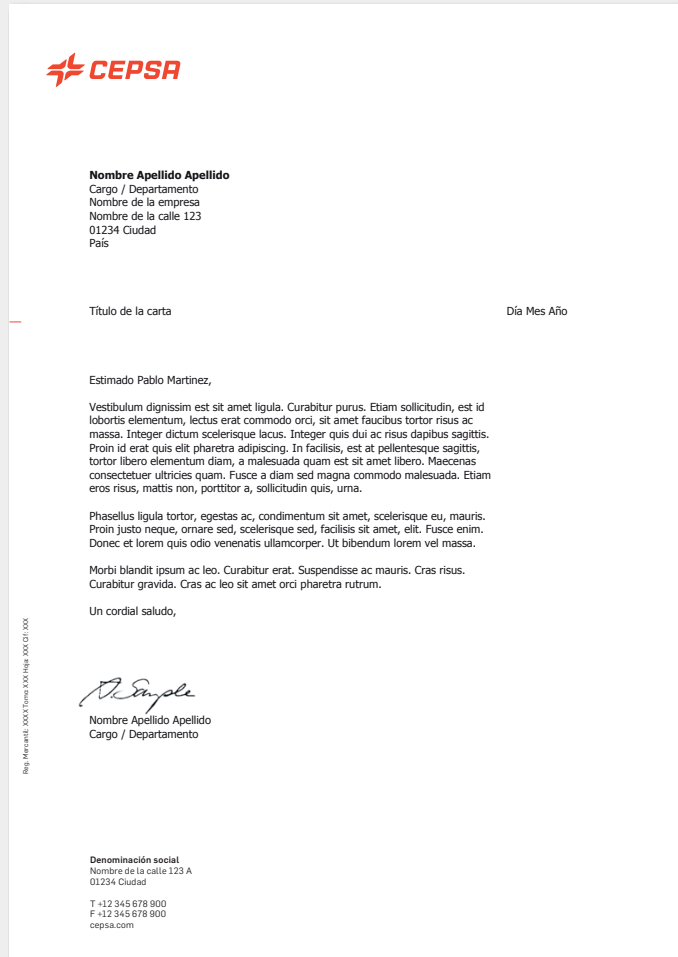 CEPSA
Nombre Apellido Apellido
Cargo / Departamento
Nombre de la empresa
Nombre de la calle 123
01234 Ciudad
País
Título de la carta
Día Mes Año
Estimado Pablo Martinez,
Vestibulum dignissim est sit amet ligula. Curabitur purus. Etiam sollicitudin, est id
lobortis elementum, lectus erat commodo orci, sit amet faucibus tortor risus ac
massa. Integer dictum scelerisque lacus. Integer quis dui ac risus dapibus sagittis.
Proin id erat quis elit pharetra adipiscing. In facilisis, est at pellentesque sagittis,
tortor libero elementum diam, a malesuada quam est sit amet libero. Maecenas
consectetuer ultricies quam. Fusce a diam sed magna commodo malesuada. Etiam
eros risus, mattis non, porttitor a, sollicitudin quis, urna.
Phasellus ligula tortor, egestas ac, condimentum sit amet, scelerisque eu, mauris.
Proin justo neque, ornare sed, scelerisque sed, facilisis sit amet, elit. Fusce enim.
Donec et lorem quis odio venenatis ullamcorper. Ut bibendum lorem vel massa.
Morbi blandit ipsum ac leo. Curabitur erat. Suspendisse ac mauris. Cras risus.
Curabitur gravida. Cras ac leo sit amet orci pharetra rutrum.
Un cordial saludo,
Sample
Nombre Apellido Apellido
Cargo / Departamento
Reg. Mercantil: XXXX Tomo: XXX Hoja: XXX CIF: XXX
Denominación social
Nombre de la calle 123 A
01234 Ciudad
T +12 345 678 900
F +12 345 678 900
cepsa.com